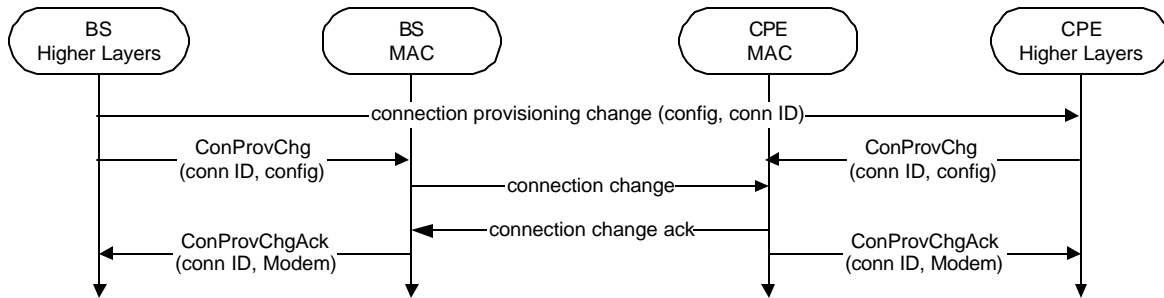 BS
Higher Layers
BS
MAC
CPE
MAC
CPE
Higher Layers
connection provisioning change (config, conn ID)
ConProvChg
(conn ID, config)
ConProvChg
(conn ID, config)
connection change
connection change ack
ConProvChgAck
(conn ID, Modem)
ConProvChgAck
(conn ID, Modem)